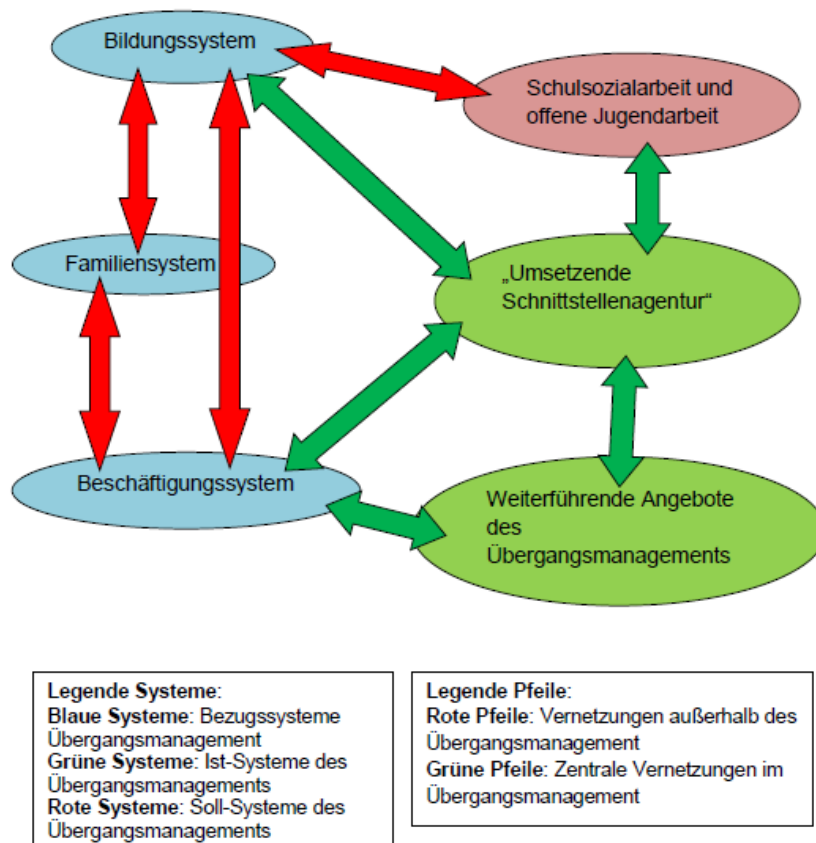 Bildungssystem
Schulsozialarbeit und
offene Jugendarbeit
Familiensystem
„Umsetzende
Schnittstellenagentur“
Beschäftigungssystem
Weiterführende Angebote
des
Übergangsmanagements
Legende Systeme:
Blaue Systeme: Bezugssysteme
Übergangsmanagement
Grüne Systeme: Ist-Systeme des
Übergangsmanagements
Rote Systeme: Soll-Systeme des
Übergangsmanagements
Legende Pfeile:
Rote Pfeile: Vernetzungen außerhalb des
Übergangsmanagement
Grüne Pfeile: Zentrale Vernetzungen im
Übergangsmanagement